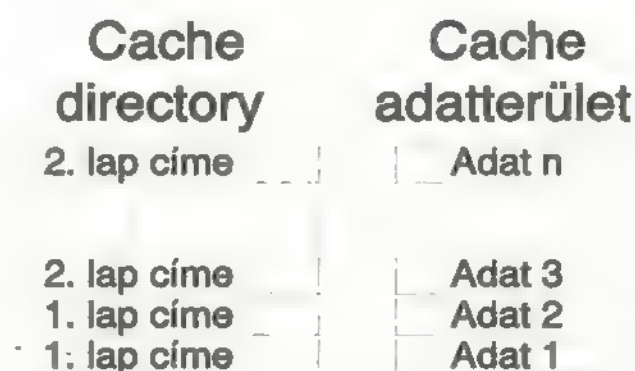 Cache Cache
directory adatterület
2. lap címe Adat n
2. lap címe Adat 3
1. lap címe Adat 2
1. lap címe Adat 1